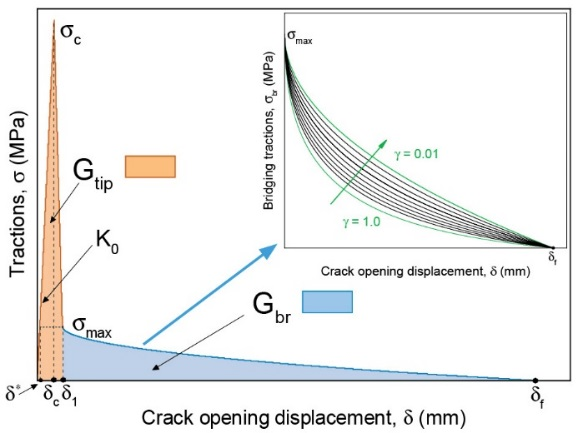 σc
Gtip
K0
σmax
Gbr
δ*
δc
δ1
δf
Tractions, σ (MPa)
Crack opening displacement, δ (mm)
σmax
γ = 0.01
γ = 1.0
δf
Bridging tractions, σbr (MPa)
Crack opening displacement, δ (mm)